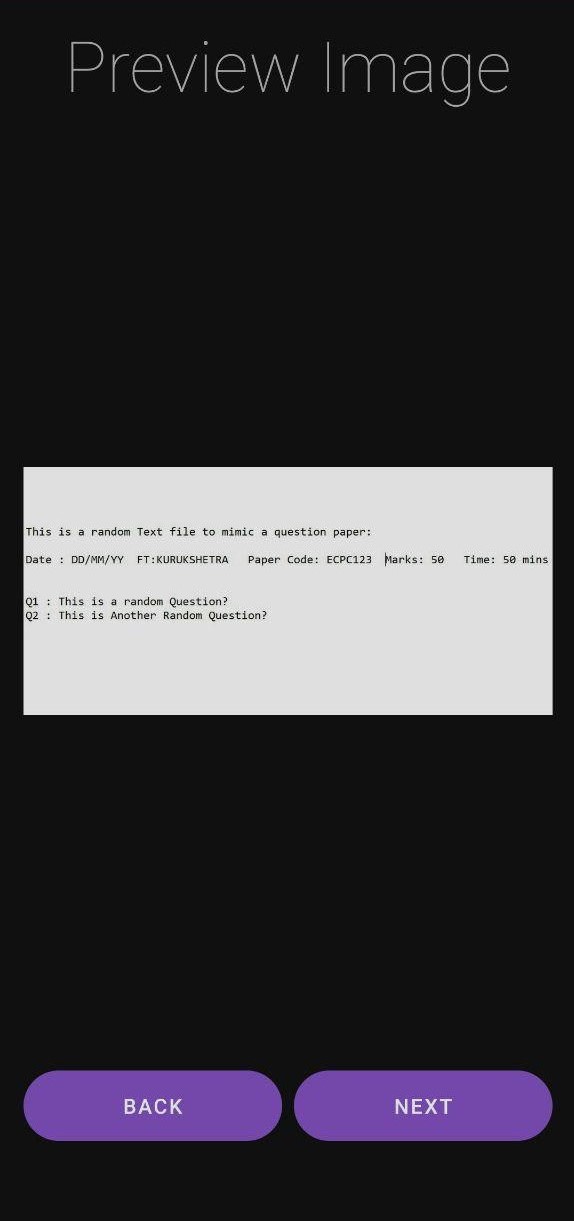 Preview Image
This is a random Text file to mimic a question paper:
Date : DD/MM/YY  FT:KURUKSHETRA   Paper Code: ECPC123  Marks: 50   Time: 50 mins
Q1 : This is a random Question?
Q2 : This is Another Random Question?
BACK
NEXT